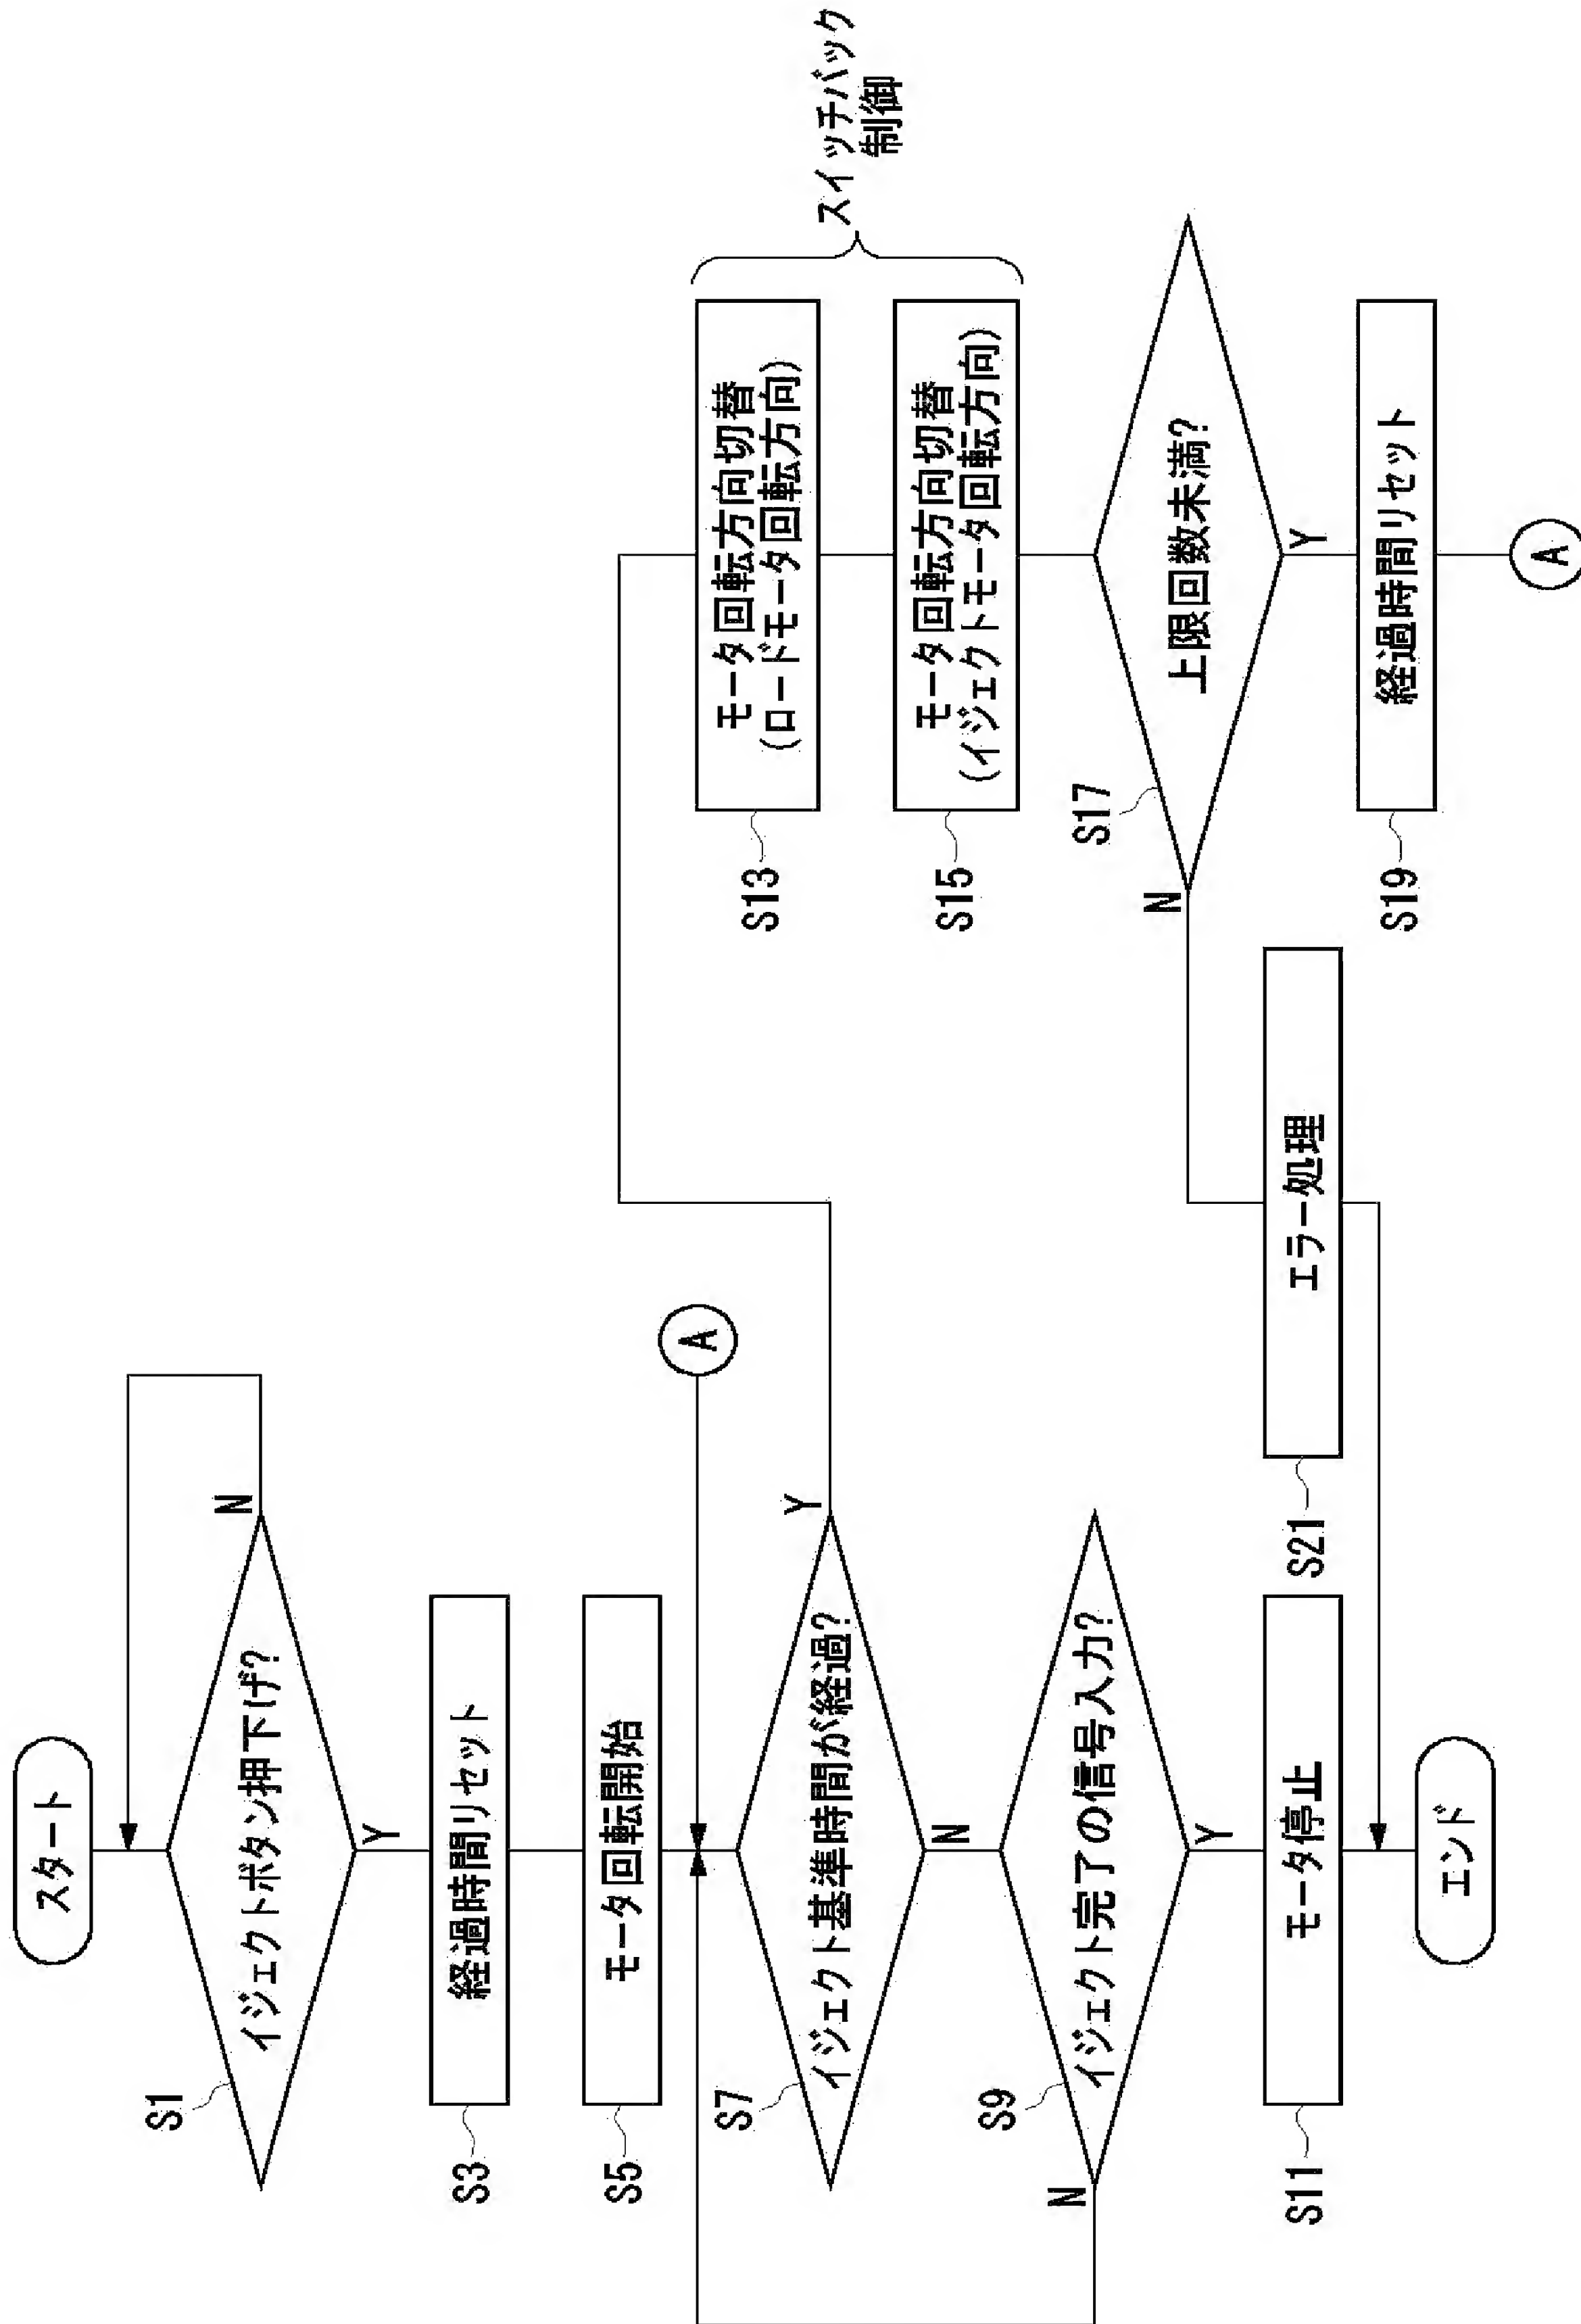 スタート
イジェクトボタン押下げ?
S1
N
Y
経過時間リセット
S3
モータ回転開始
S5
A
イジェクト基準時間が経過?
S7
Y
N
イジェクト完了の信号入力?
S9
N
Y
モータ停止
S11
エンド
モータ回転方向切替
(ロードモータ回転方向)
S13
モータ回転方向切替
(イジェクトモータ回転方向)
S15
スイッチバック
制御
上限回数未満?
S17
N
Y
エラー処理
S21
経過時間リセット
S19
A